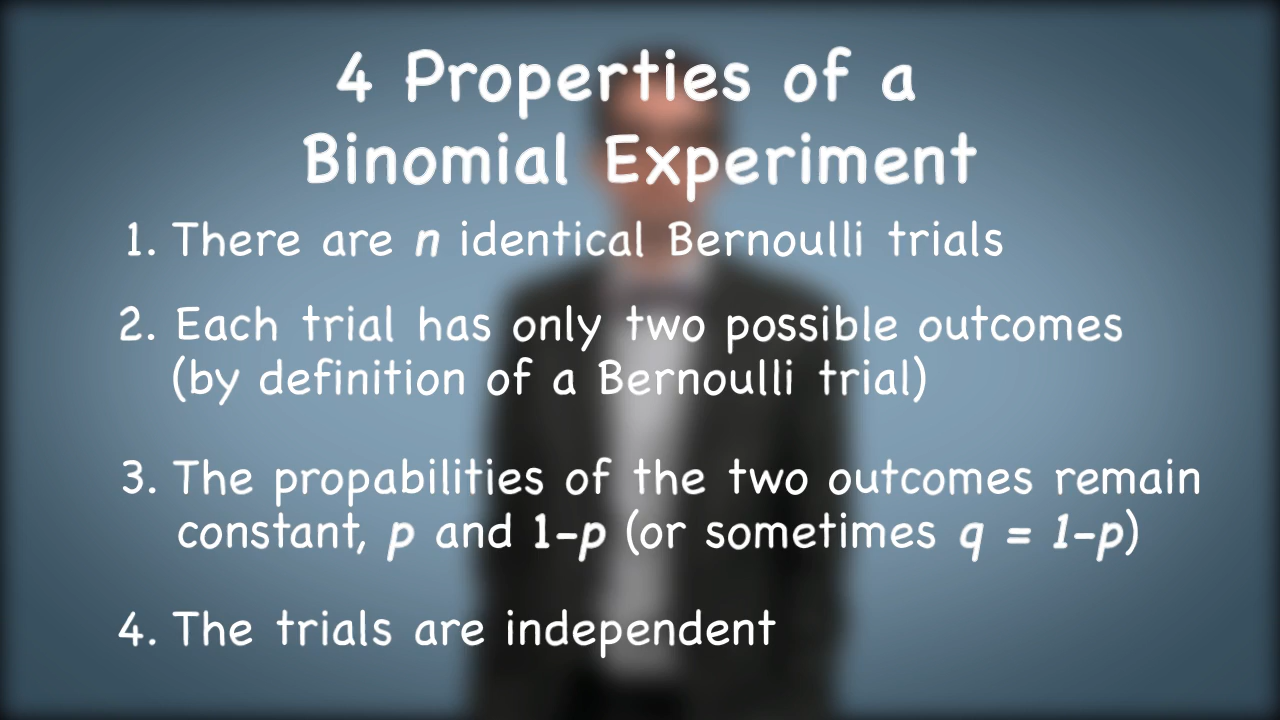 4 Properties of a
Binomial Experiment
1. There are n identical Bernoulli trials
2. Each trial has only two possible outcomes
(by definition of a Bernoulli trial)
3. The propabilities of the two outcomes remain
constant, p and 1-p (or sometimes q = 1-p)
4. The trials are independent